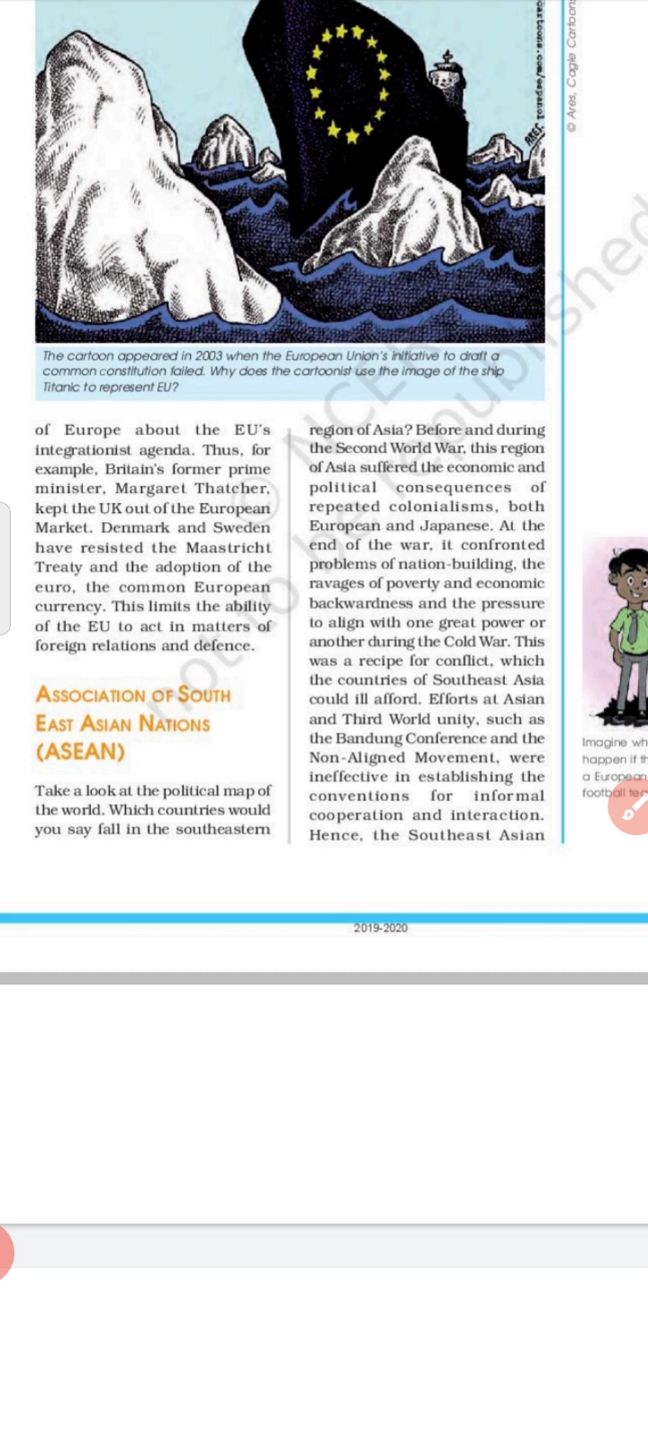 cartoons.com/espanol
ARES
© Ares, Cagle Cartoon
The cartoon appeared in 2003 when the European Union's initiative to draft a
common constitution failed. Why does the cartoonist use the image of the ship
Titanic to represent EU?
of Europe about the EU's
integrationist agenda. Thus, for
example, Britain's former prime
minister, Margaret Thatcher,
kept the UK out of the European
Market. Denmark and Sweden
have resisted the Maastricht
Treaty and the adoption of the
euro, the common European
currency. This limits the ability
of the EU to act in matters of
foreign relations and defence.
ASSOCIATION OF SOUTH
EAST ASIAN NATIONS
(ASEAN)
Take a look at the political map of
the world. Which countries would
you say fall in the southeastern
region of Asia? Before and during
the Second World War, this region
of Asia suffered the economic and
political consequences of
repeated colonialisms, both
European and Japanese. At the
end of the war, it confronted
problems of nation-building, the
ravages of poverty and economic
backwardness and the pressure
to align with one great power or
another during the Cold War. This
was a recipe for conflict, which
the countries of Southeast Asia
could ill afford. Efforts at Asian
and Third World unity, such as
the Bandung Conference and the
Non-Aligned Movement, were
ineffective in establishing the
conventions for informal
cooperation and interaction.
Hence, the Southeast Asian
Imagine wh
happen if th
a European
football tea
© NCERT
not to be republished
2019-2020